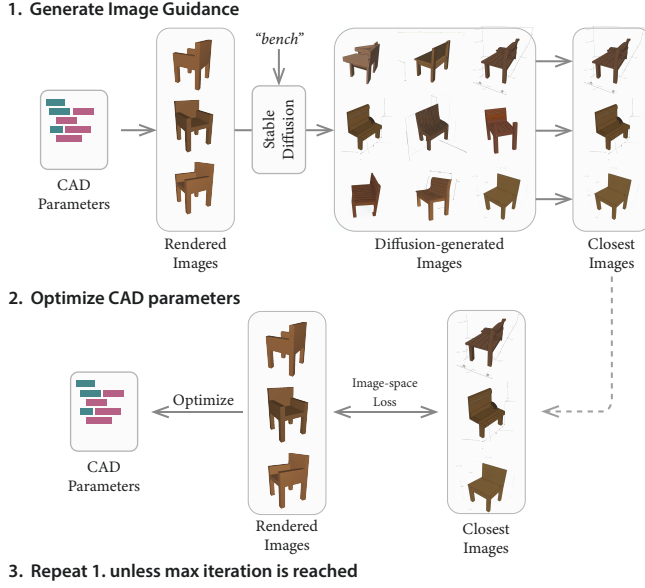 1. Generate Image Guidance
“bench”
Stable
Diffusion
CAD
Parameters
Rendered
Images
Diffusion-generated
Images
Closest
Images
2. Optimize CAD parameters
Optimize
Image-space
Loss
CAD
Parameters
Rendered
Images
Closest
Images
3. Repeat 1. unless max iteration is reached